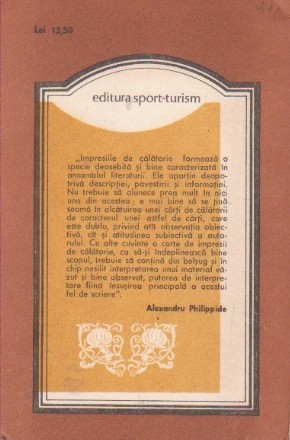 Lei 13,50
editura sport-turism
„Impresiile de călătorie formează o
specie deosebită și bine caracterizată în
ansamblul literaturii. Ele aparțin deopo-
trivă descripției, povestirii și informației.
Nu trebuie să alunece prea mult în nici
una din acestea; e mai bine să se țină
seamă în alcătuirea unei cărți de călătorii
de caracterul unei astfel de cărți, care
este dublu, privind atît observația obiec-
tivă, cît și atitudinea subiectivă a auto-
rului. Cu alte cuvinte o carte de impresii
de călătorie, ca să-și îndeplinească bine
scopul, trebuie să conțină din belșug și în
chip nesilit interpretarea unui material vă-
zut și bine observat, puterea de interpre-
tare fiind însușirea principală a acestui
fel de scriere”.
Alexandru Philippide